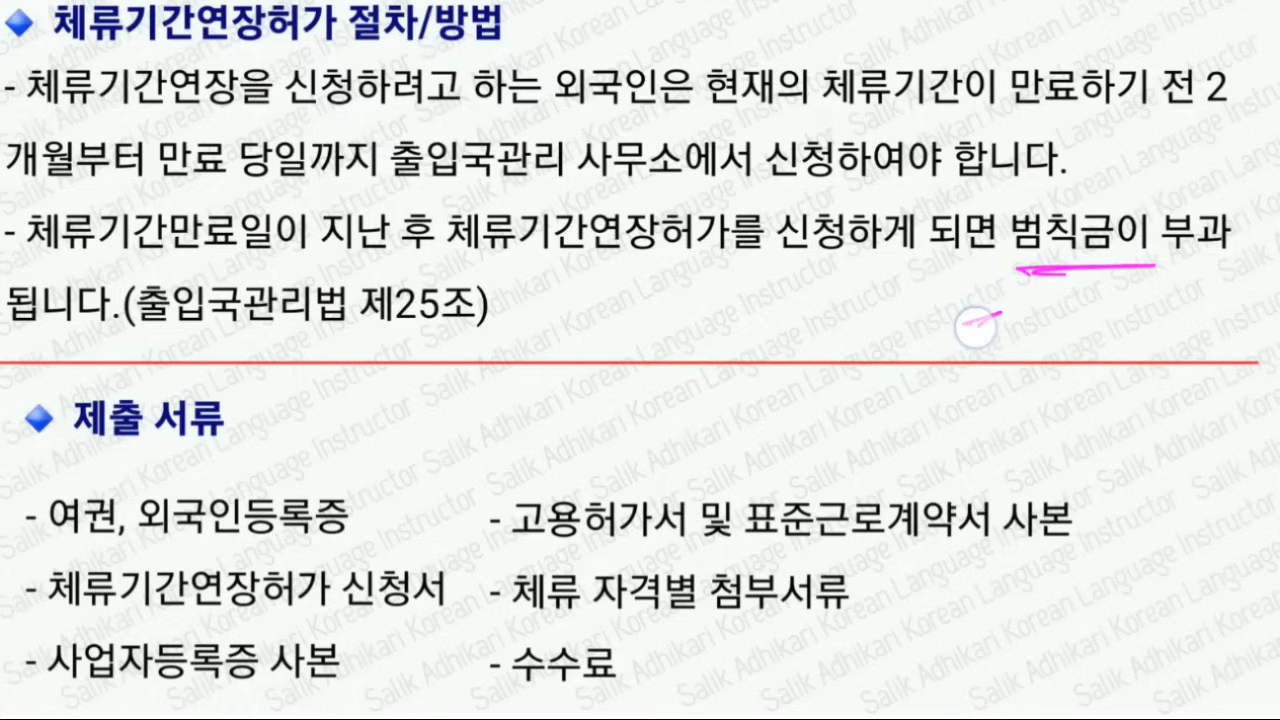 체류기간연장허가 절차/방법
- 체류기간연장을 신청하려고 하는 외국인은 현재의 체류기간이 만료하기 전 2
개월부터 만료 당일까지 출입국관리 사무소에서 신청하여야 합니다.
- 체류기간만료일이 지난 후 체류기간연장허가를 신청하게 되면 범칙금이 부과
됩니다.(출입국관리법 제25조)
제출 서류
- 여권, 외국인등록증
- 체류기간연장허가 신청서
- 사업자등록증 사본
- 고용허가서 및 표준근로계약서 사본
- 체류 자격별 첨부서류
- 수수료
Salik Adhikari Korean Language Instructor